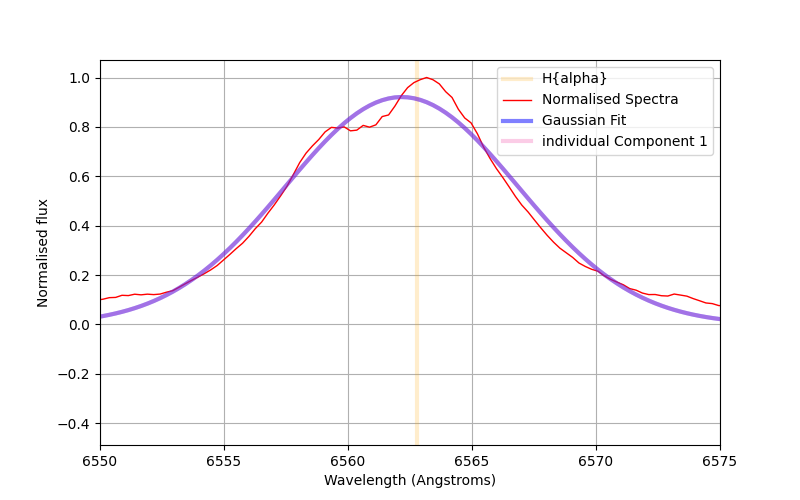 H{alpha}
Normalised Spectra
Gaussian Fit
individual Component 1
Normalised flux
1.0
0.8
0.6
0.4
0.2
0.0
−0.2
−0.4
6550 6555 6560 6565 6570 6575
Wavelength (Angstroms)